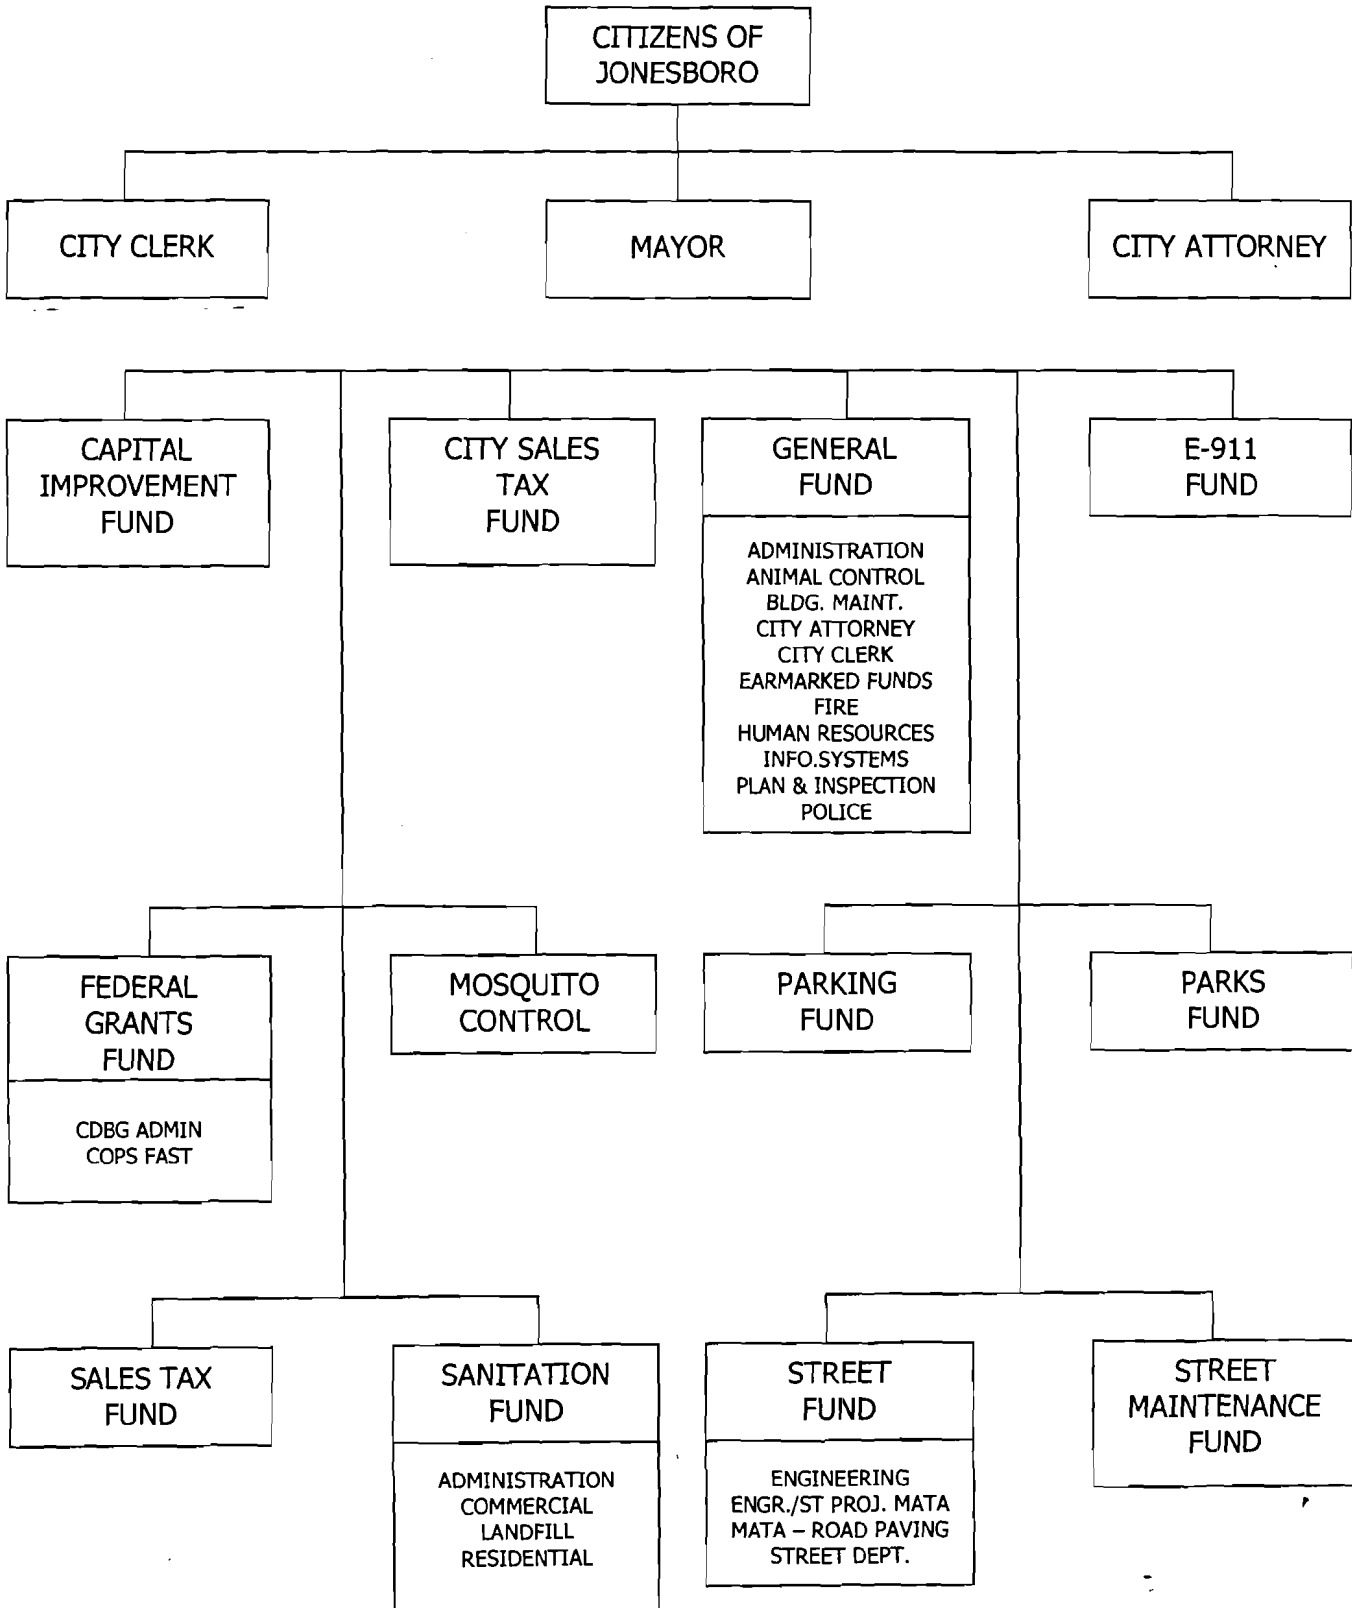 CITIZENS OF
JONESBORO
CITY CLERK
MAYOR
CITY ATTORNEY
CAPITAL
IMPROVEMENT
FUND
CITY SALES
TAX
FUND
GENERAL
FUND
ADMINISTRATION
ANIMAL CONTROL
BLDG. MAINT.
CITY ATTORNEY
CITY CLERK
EARMARKED FUNDS
FIRE
HUMAN RESOURCES
INFO.SYSTEMS
PLAN & INSPECTION
POLICE
E-911
FUND
FEDERAL
GRANTS
FUND
CDBG ADMIN
COPS FAST
MOSQUITO
CONTROL
PARKING
FUND
PARKS
FUND
SALES TAX
FUND
SANITATION
FUND
ADMINISTRATION
COMMERCIAL
LANDFILL
RESIDENTIAL
STREET
FUND
ENGINEERING
ENGR./ST PROJ. MATA
MATA – ROAD PAVING
STREET DEPT.
STREET
MAINTENANCE
FUND